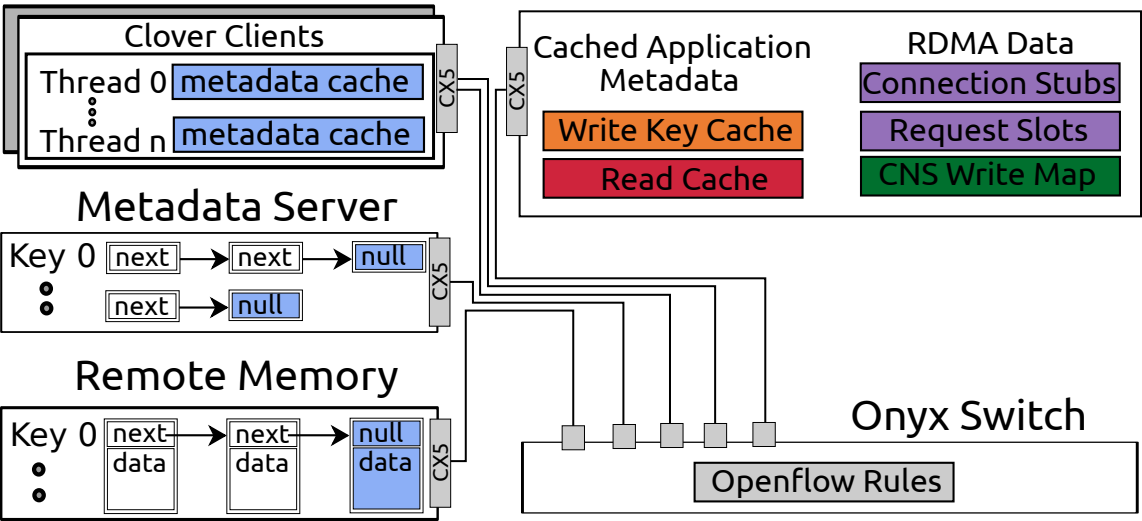 Clover Clients
Thread 0 metadata cache
Thread n metadata cache
CX5
CX5
Cached Application
Metadata
Write Key Cache
Read Cache
RDMA Data
Connection Stubs
Request Slots
CNS Write Map
Metadata Server
Key 0 next next null
next null
CX5
Remote Memory
Key 0 next next null
data data data
CX5
Onyx Switch
Openflow Rules